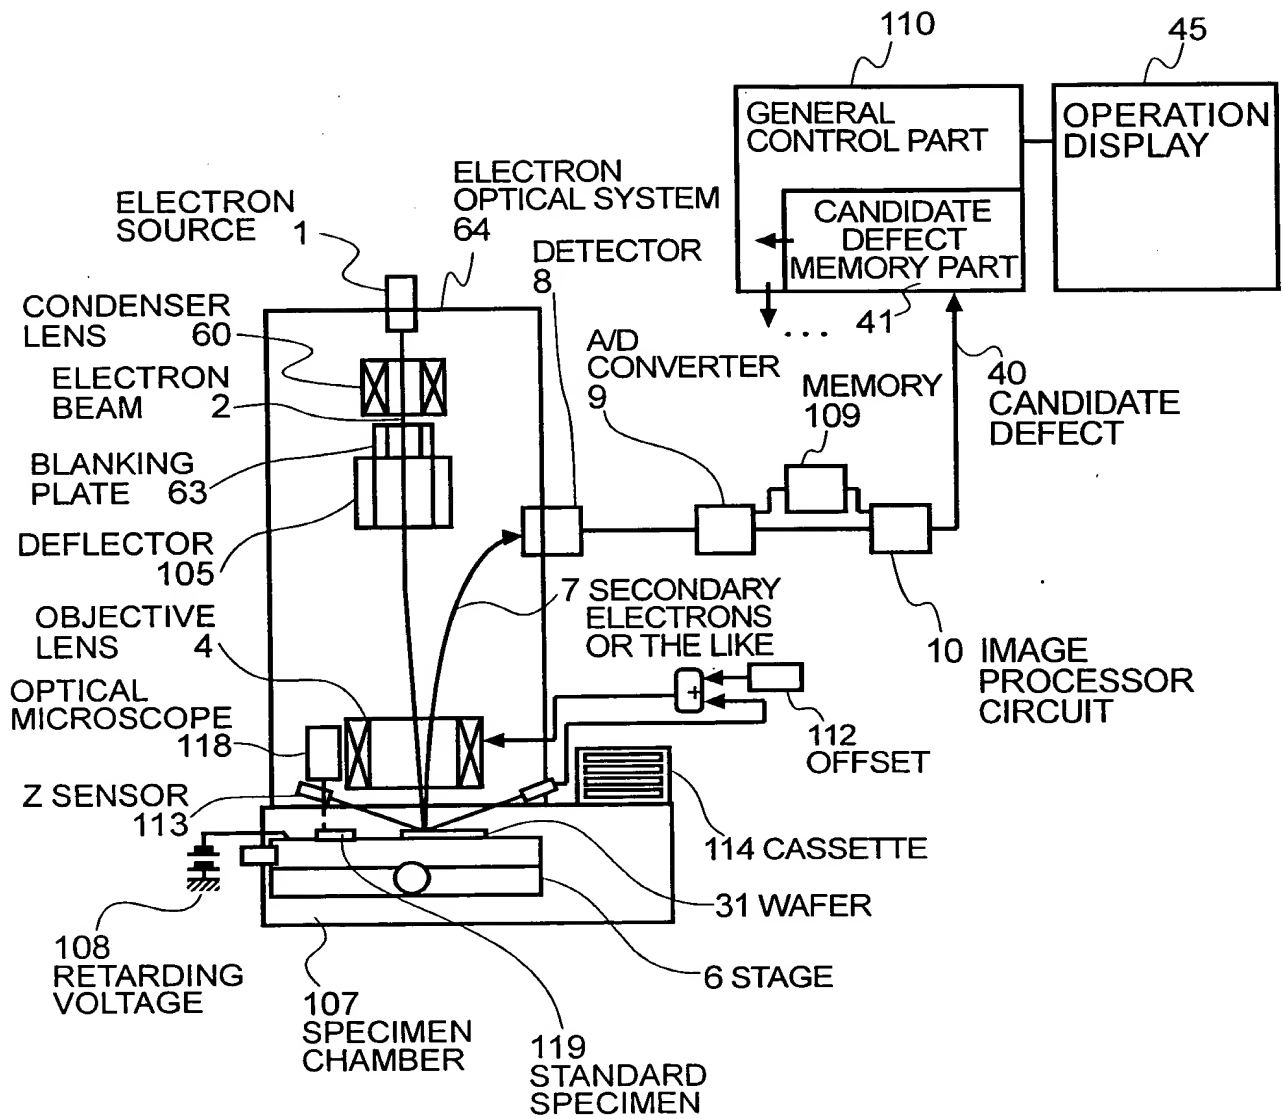 110
45
GENERAL
CONTROL PART
OPERATION
DISPLAY
CANDIDATE
DEFECT
MEMORY PART
41
...
ELECTRON
OPTICAL SYSTEM
64
ELECTRON
SOURCE 1
DETECTOR
8
CONDENSER
LENS 60
A/D
CONVERTER
9
ELECTRON
BEAM 2
MEMORY
109
40
CANDIDATE
DEFECT
BLANKING
PLATE 63
DEFLECTOR
105
7 SECONDARY
ELECTRONS
OR THE LIKE
OBJECTIVE
LENS 4
10 IMAGE
PROCESSOR
CIRCUIT
OPTICAL
MICROSCOPE
118
+
112
OFFSET
Z SENSOR
113
114 CASSETTE
31 WAFER
108
RETARDING
VOLTAGE
6 STAGE
107
SPECIMEN
CHAMBER
119
STANDARD
SPECIMEN